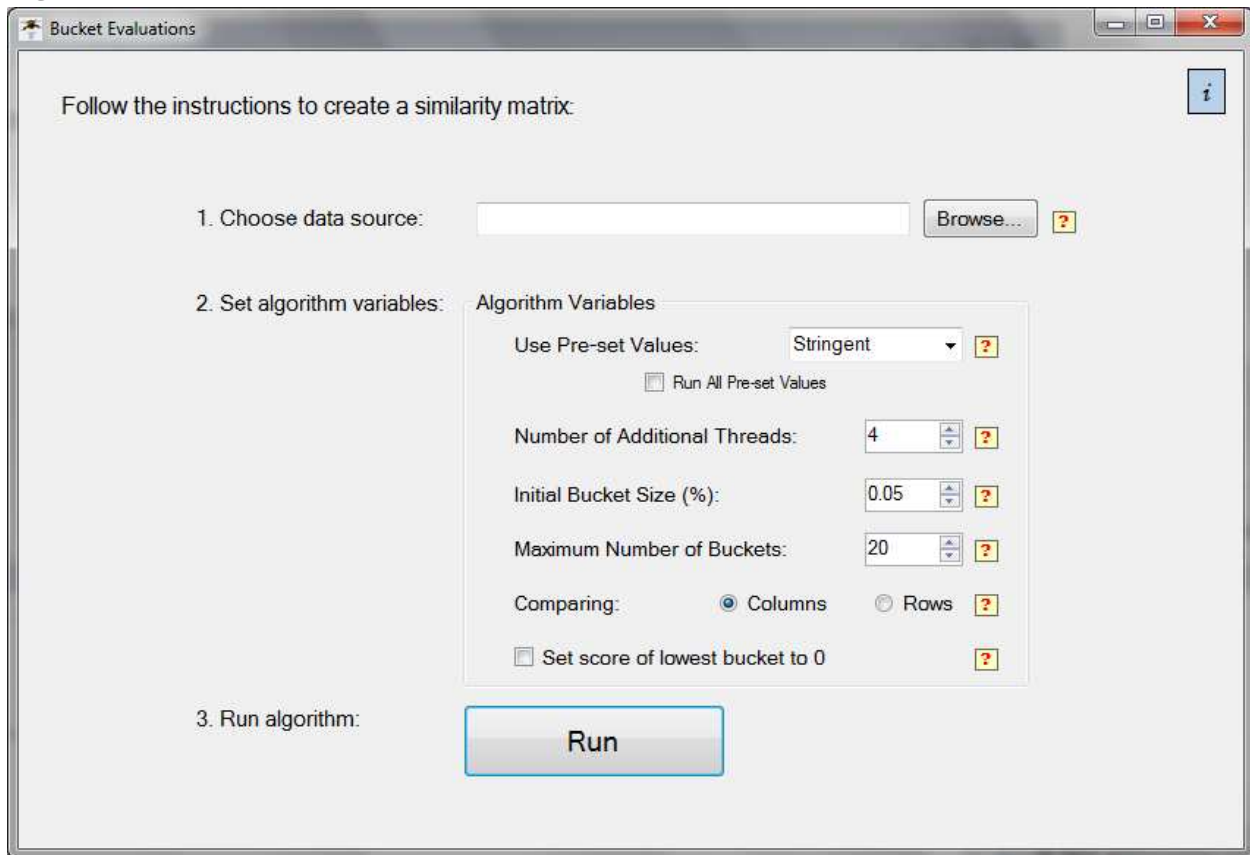 Bucket Evaluations
X
i
Follow the instructions to create a similarity matrix:
1. Choose data source: Browse... ?
2. Set algorithm variables: Algorithm Variables
Use Pre-set Values: Stringent ?
Run All Pre-set Values
Number of Additional Threads: 4 ?
Initial Bucket Size (%): 0.05 ?
Maximum Number of Buckets: 20 ?
Comparing: Columns Rows ?
Set score of lowest bucket to 0 ?
3. Run algorithm: Run